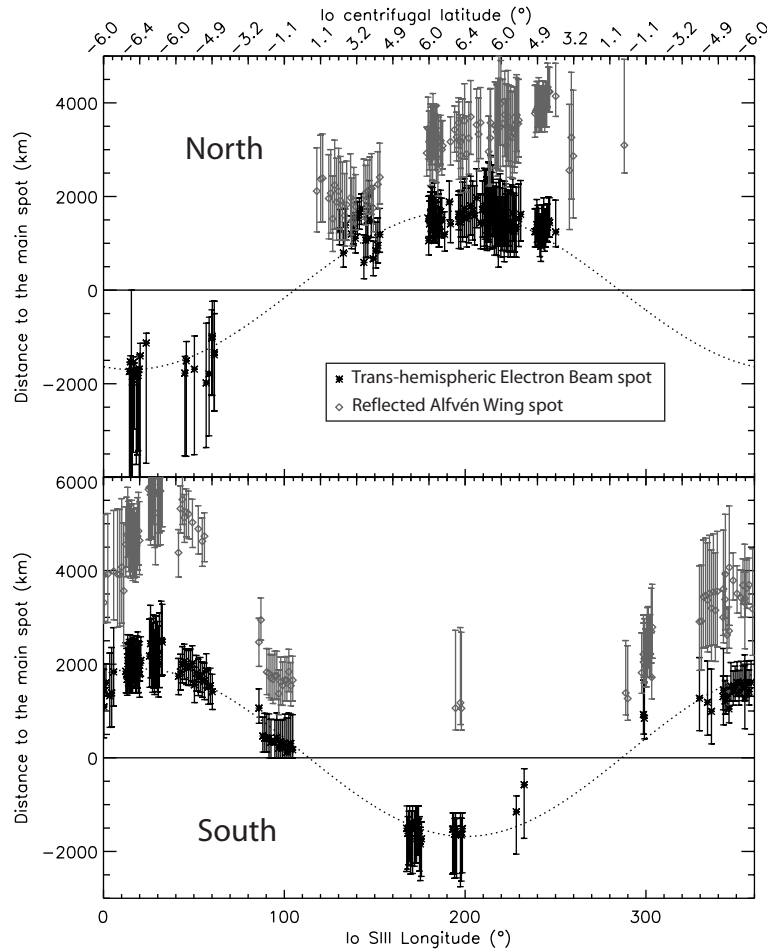 Io centrifugal latitude (°)
−6.0 −6.4 −6.0 −4.9 −3.2 −1.1 1.1 3.2 4.9 6.0 6.4 6.0 4.9 3.2 1.1 −1.1 −3.2 −4.9 −6.0
Distance to the main spot (km)
4000
2000
0
−2000
North
Trans-hemispheric Electron Beam spot
Reflected Alfvén Wing spot
Distance to the main spot (km)
6000
4000
2000
0
−2000
South
0 100 200 300
Io SIII Longitude (°)